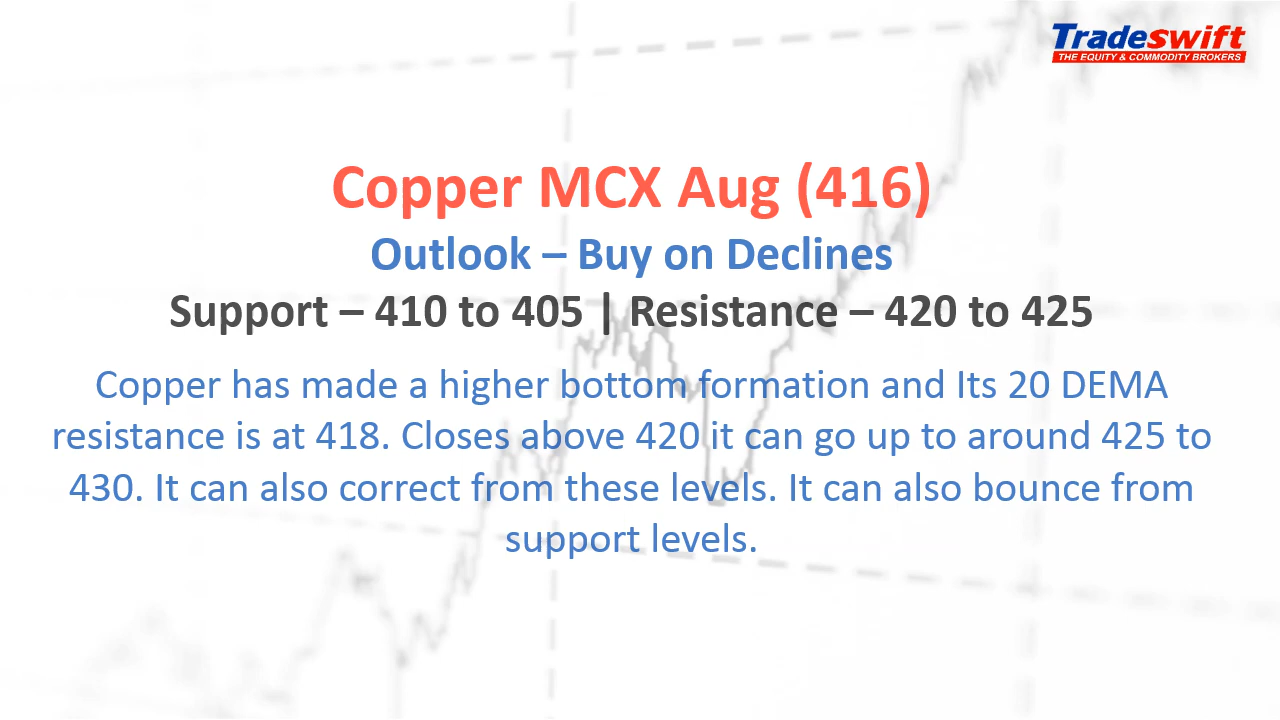 Tradeswift
THE EQUITY & COMMODITY BROKERS
Copper MCX Aug (416)
Outlook – Buy on Declines
Support – 410 to 405 | Resistance – 420 to 425
Copper has made a higher bottom formation and Its 20 DEMA
resistance is at 418. Closes above 420 it can go up to around 425 to
430. It can also correct from these levels. It can also bounce from
support levels.